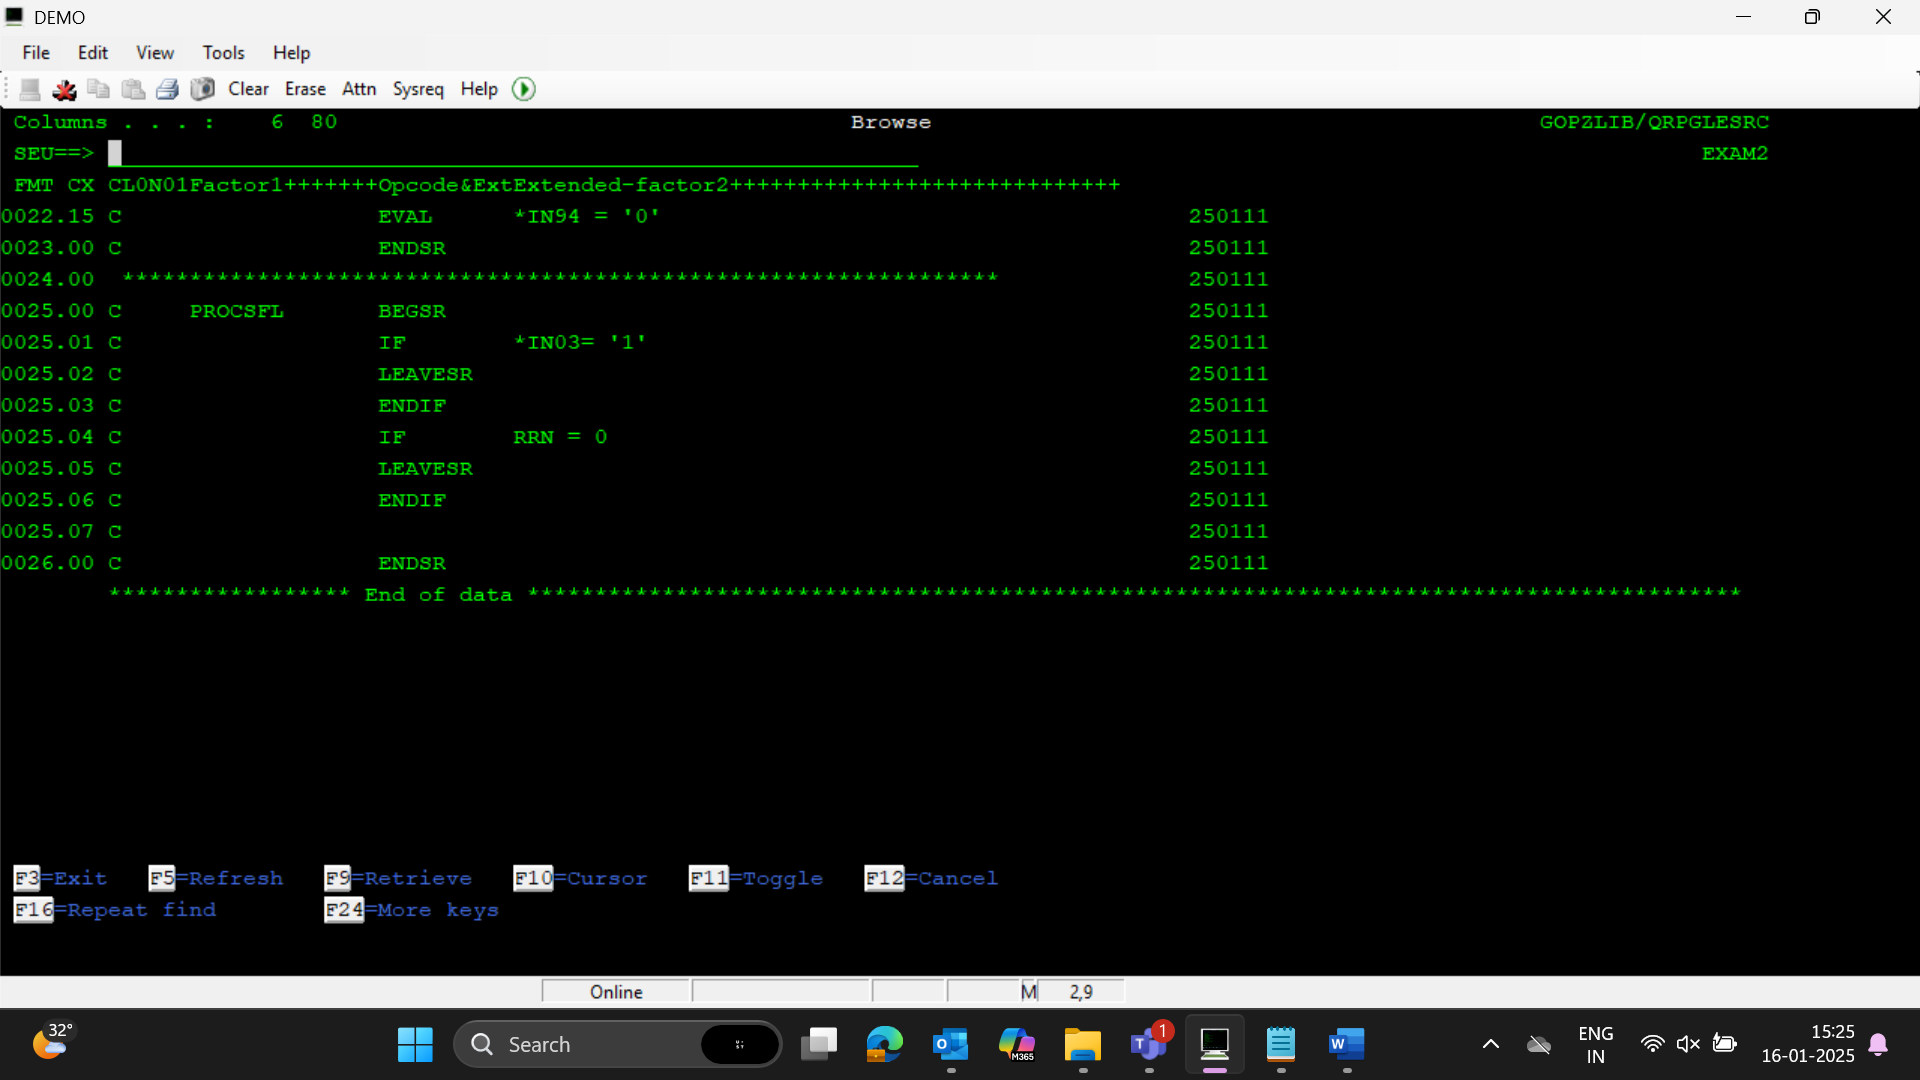 DEMO
File Edit View Tools Help
Clear Erase Attn Sysreq Help
Columns . . . : 6 80 Browse GOPZLIB/QRPGLESRC
SEU==> EXAM2
FMT CX CL0N01Factor1+++++++Opcode&ExtExtended-factor2+++++++++++++++++++++++++++++
0022.15 C EVAL *IN94 = '0' 250111
0023.00 C ENDSR 250111
0024.00 ***************************************************************** 250111
0025.00 C PROCSFL BEGSR 250111
0025.01 C IF *IN03= '1' 250111
0025.02 C LEAVESR 250111
0025.03 C ENDIF 250111
0025.04 C IF RRN = 0 250111
0025.05 C LEAVESR 250111
0025.06 C ENDIF 250111
0025.07 C 250111
0026.00 C ENDSR 250111
****************** End of data ******************************************************************************************
F3=Exit F5=Refresh F9=Retrieve F10=Cursor F11=Toggle F12=Cancel
F16=Repeat find F24=More keys
Online M 2,9
32°
Search
M365
1
ENG
IN
15:25
16-01-2025